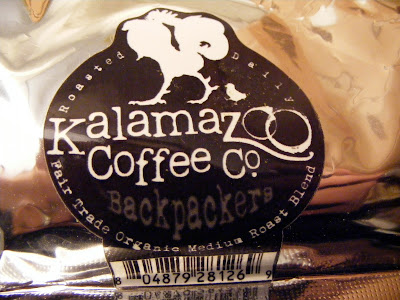 Roasted Daily
Kalamazoo
Coffee Co.
Backpackers
Fair Trade Organic Medium Roast Blend
8 04879 28126 9